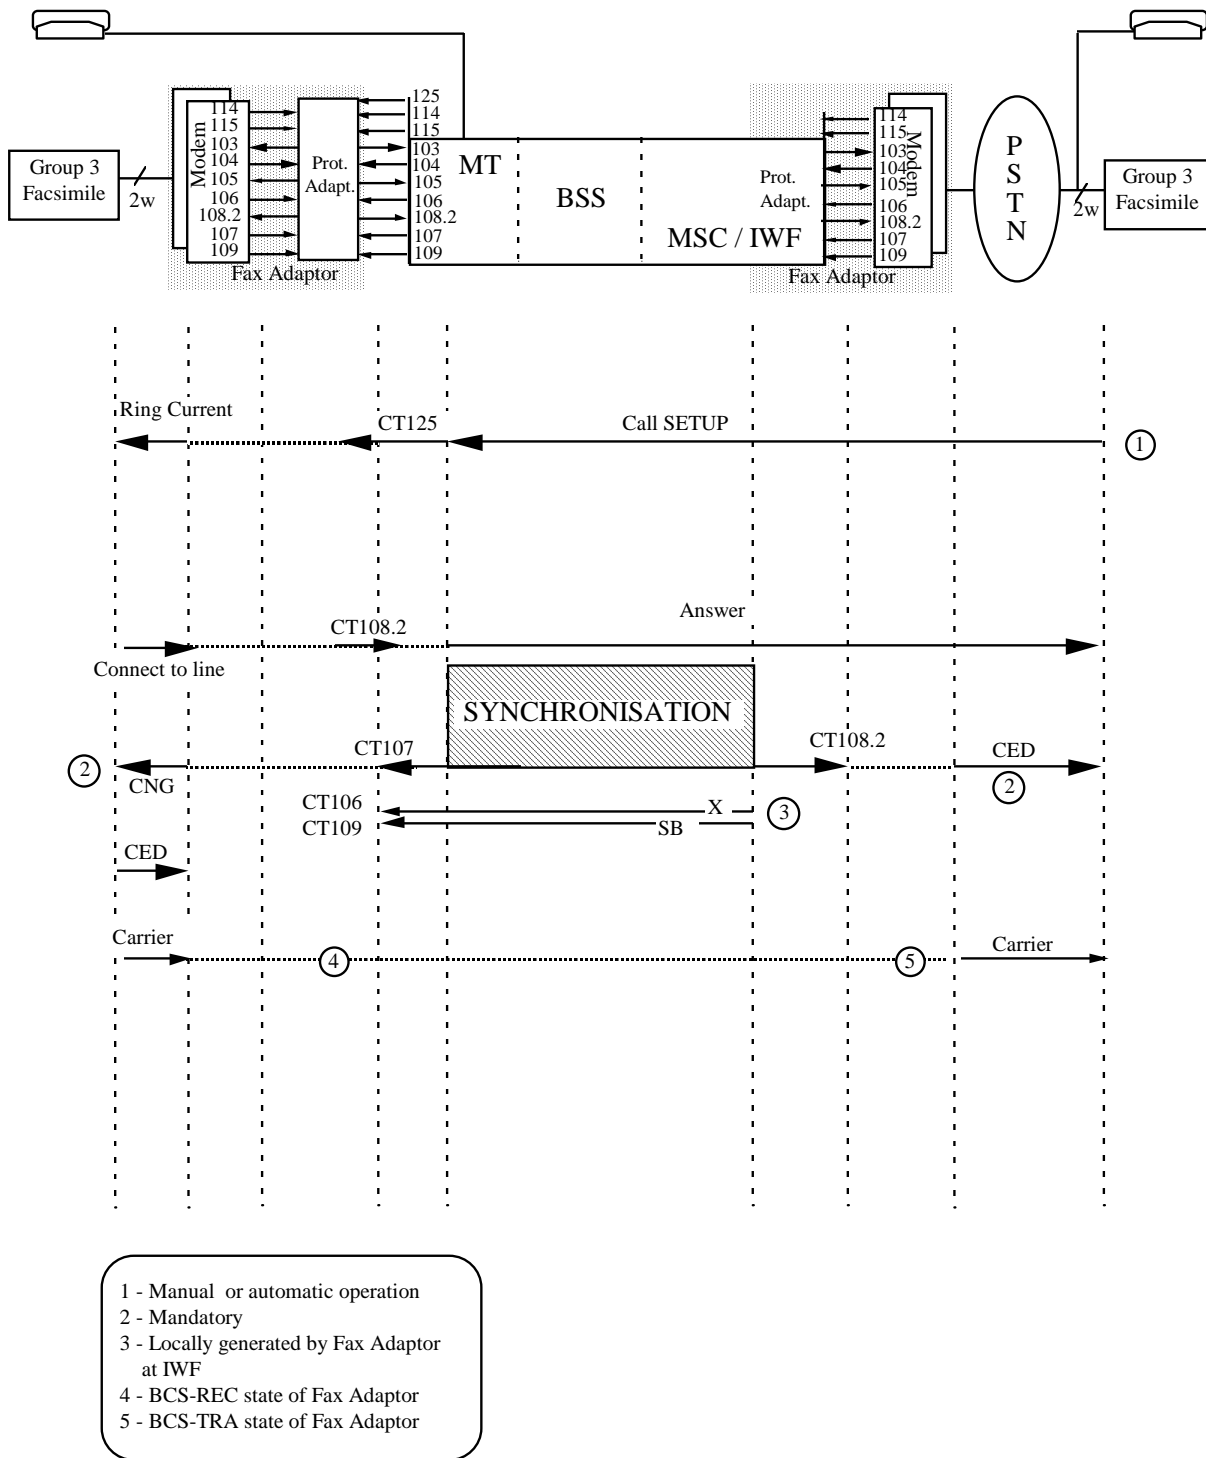 Group 3
Facsimile
2w
Modem
114
115
103
104
105
106
108.2
107
109
Prot.
Adapt.
Fax Adaptor
125
114
115
103
104
105
106
108.2
107
109
MT
BSS
MSC / IWF
Prot.
Adapt.
Fax Adaptor
114
115
103
104
105
106
108.2
107
109
Modem
P
S
T
N
2w
Group 3
Facsimile
Ring Current
CT125
Call SETUP
1
CT108.2
Answer
Connect to line
SYNCHRONISATION
2
CNG
CT107
CT108.2
CED
2
CT106
X
3
CT109
SB
CED
Carrier
4
5
Carrier
1 - Manual or automatic operation
2 - Mandatory
3 - Locally generated by Fax Adaptor
at IWF
4 - BCS-REC state of Fax Adaptor
5 - BCS-TRA state of Fax Adaptor